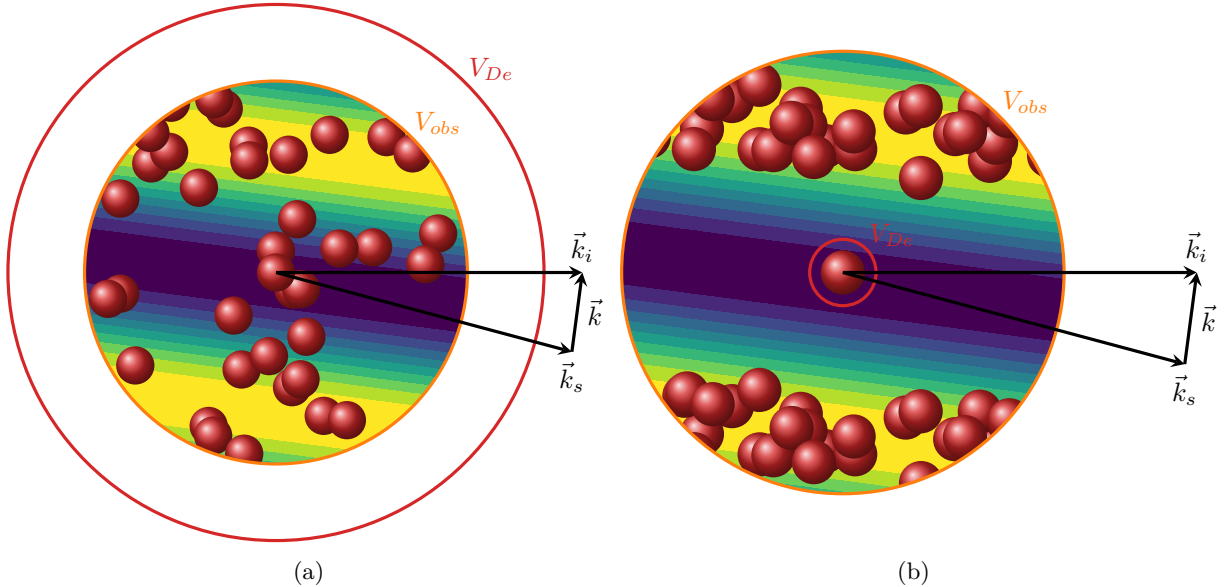 $V_{De}$
$V_{obs}$
$\vec{k}_i$
$\vec{k}$
$\vec{k}_s$
(a)
$V_{obs}$
$V_{De}$
$\vec{k}_i$
$\vec{k}$
$\vec{k}_s$
(b)